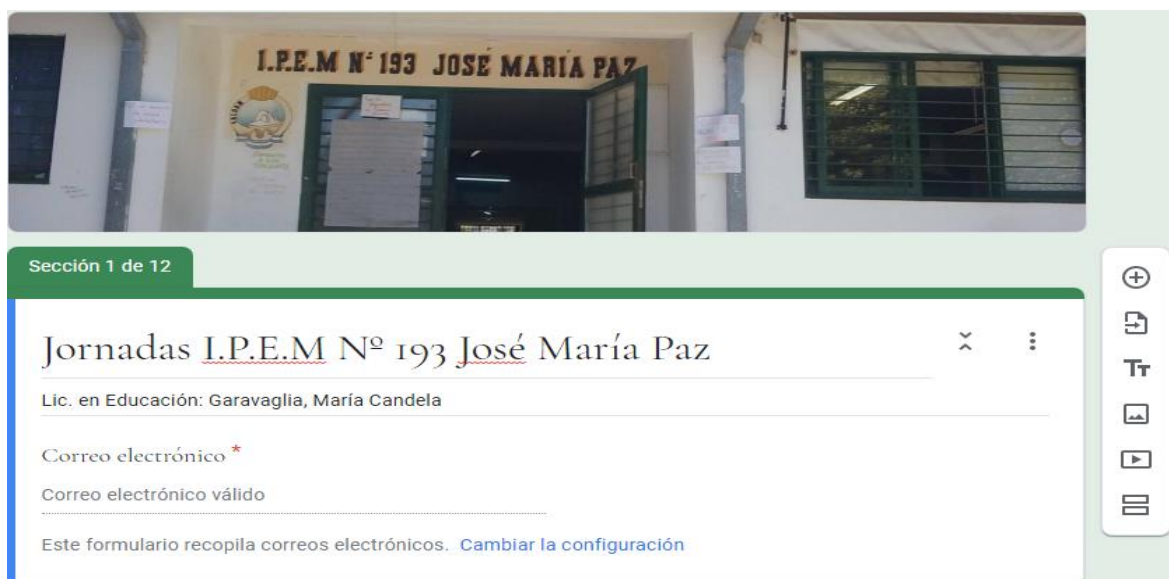 I.P.E.M Nº 193 JOSÉ MARÍA PAZ
Sección 1 de 12
Jornadas I.P.E.M Nº 193 José María Paz
Lic. en Educación: Garavaglia, María Candela
Correo electrónico *
Correo electrónico válido
Este formulario recopila correos electrónicos. Cambiar la configuración